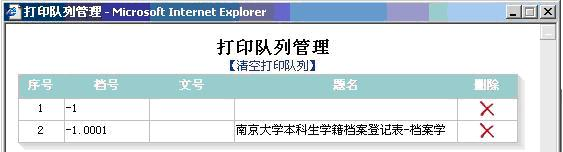 打印队列管理 - Microsoft Internet Explorer
打印队列管理
【清空打印队列】
序号 档号 文号 题名 删除
1 -1
2 -1.0001 南京大学本科生学籍档案登记表-档案学